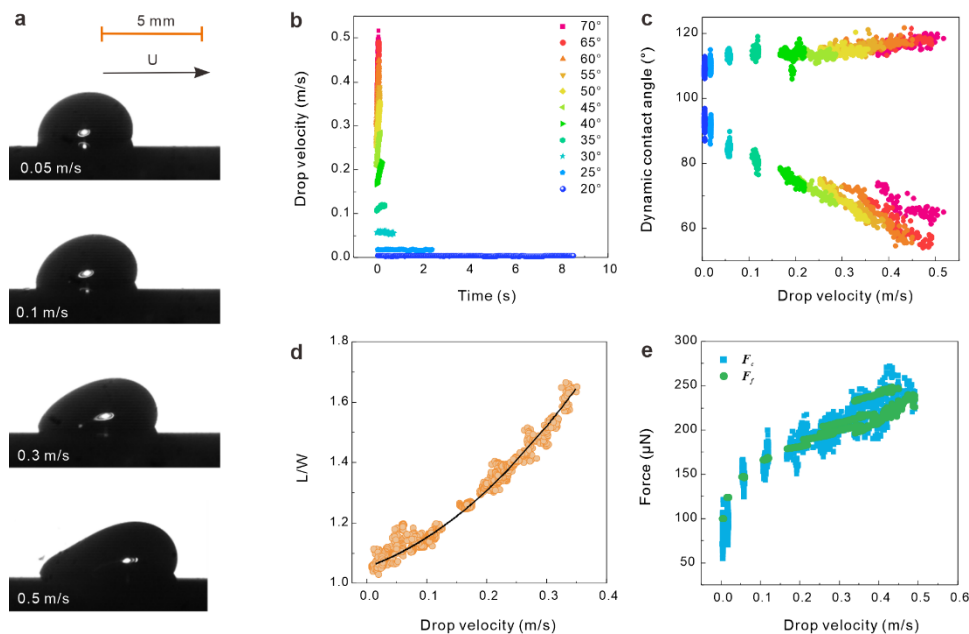 a
5 mm
U
0.05 m/s
0.1 m/s
0.3 m/s
0.5 m/s
b
Drop velocity (m/s)
0.5
0.4
0.3
0.2
0.1
0.0
0 2 4 6 8 10
Time (s)
70°
65°
60°
55°
50°
45°
40°
35°
30°
25°
20°
c
Dynamic contact angle (°)
120
100
80
60
0.0 0.1 0.2 0.3 0.4 0.5
Drop velocity (m/s)
d
L/W
1.8
1.6
1.4
1.2
1.0
0.0 0.1 0.2 0.3 0.4
Drop velocity (m/s)
e
Force (µN)
300
250
200
150
100
50
0.0 0.1 0.2 0.3 0.4 0.5 0.6
Drop velocity (m/s)
F_c
F_f